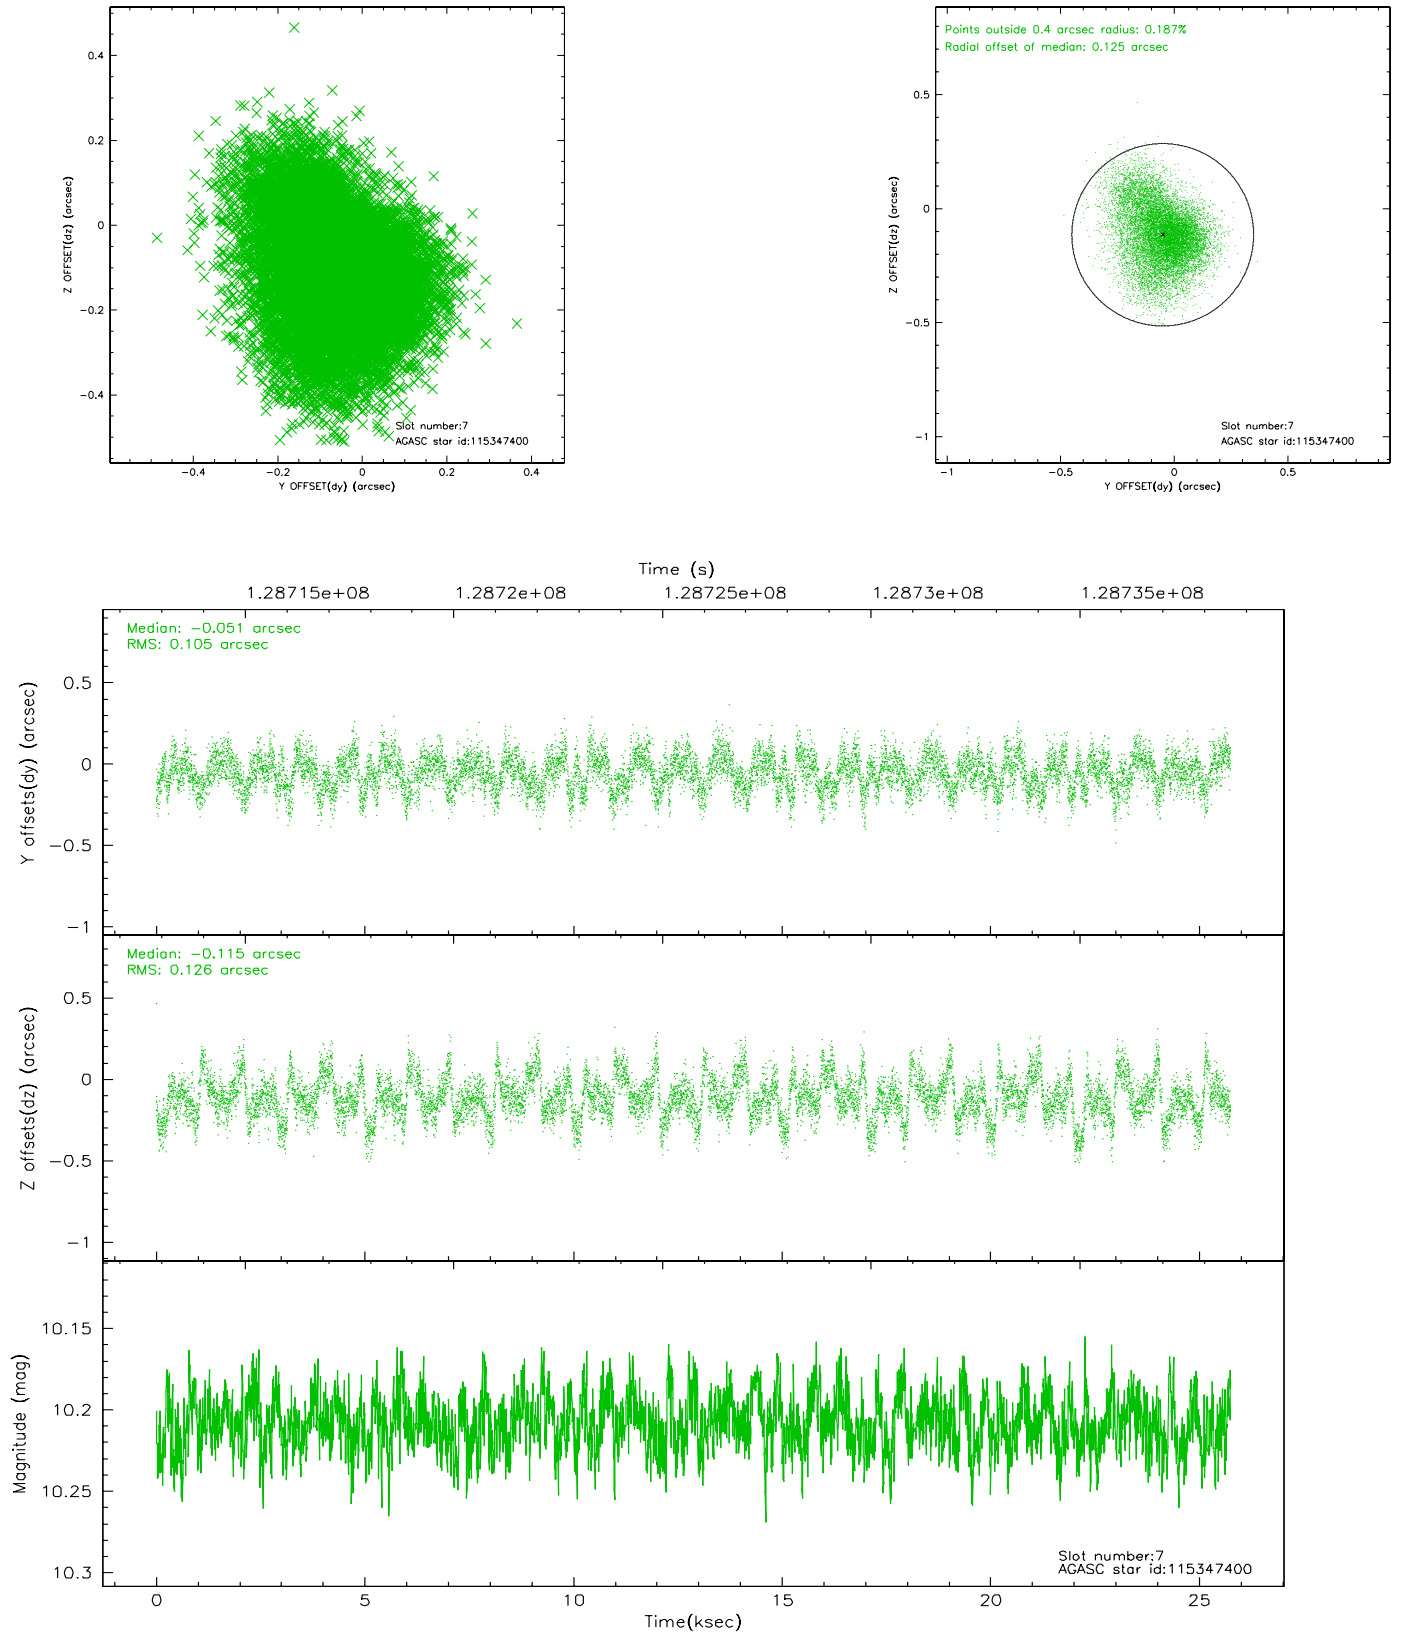 0.4
0.2
0
−0.2
−0.4
Z OFFSET(dz) (arcsec)
−0.4 −0.2 0 0.2 0.4
Y OFFSET(dy) (arcsec)
Slot number:7
AGASC star id:115347400
Points outside 0.4 arcsec radius: 0.187%
Radial offset of median: 0.125 arcsec
0.5
0
−0.5
−1
Z OFFSET(dz) (arcsec)
−1 −0.5 0 0.5
Y OFFSET(dy) (arcsec)
Slot number:7
AGASC star id:115347400
Time (s)
1.28715e+08 1.2872e+08 1.28725e+08 1.2873e+08 1.28735e+08
Median: −0.051 arcsec
RMS: 0.105 arcsec
0.5
0
−0.5
−1
Y offsets(dy) (arcsec)
Median: −0.115 arcsec
RMS: 0.126 arcsec
0.5
0
−0.5
−1
Z offsets(dz) (arcsec)
10.15
10.2
10.25
10.3
Magnitude (mag)
Slot number:7
AGASC star id:115347400
0 5 10 15 20 25
Time(ksec)